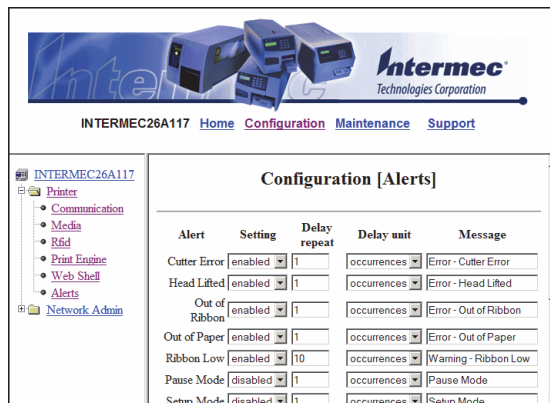 Intermec
Intermec®
Technologies Corporation
INTERMEC26A117 Home Configuration Maintenance Support
INTERMEC26A117
Printer
Communication
Media
Rfid
Print Engine
Web Shell
Alerts
Network Admin
Configuration [Alerts]
Alert Setting Delay repeat Delay unit Message
Cutter Error enabled 1 occurrences Error - Cutter Error
Head Lifted enabled 1 occurrences Error - Head Lifted
Out of Ribbon enabled 1 occurrences Error - Out of Ribbon
Out of Paper enabled 1 occurrences Error - Out of Paper
Ribbon Low enabled 10 occurrences Warning - Ribbon Low
Pause Mode disabled 1 occurrences Pause Mode
Setup Mode disabled 1 occurrences Setup Mode